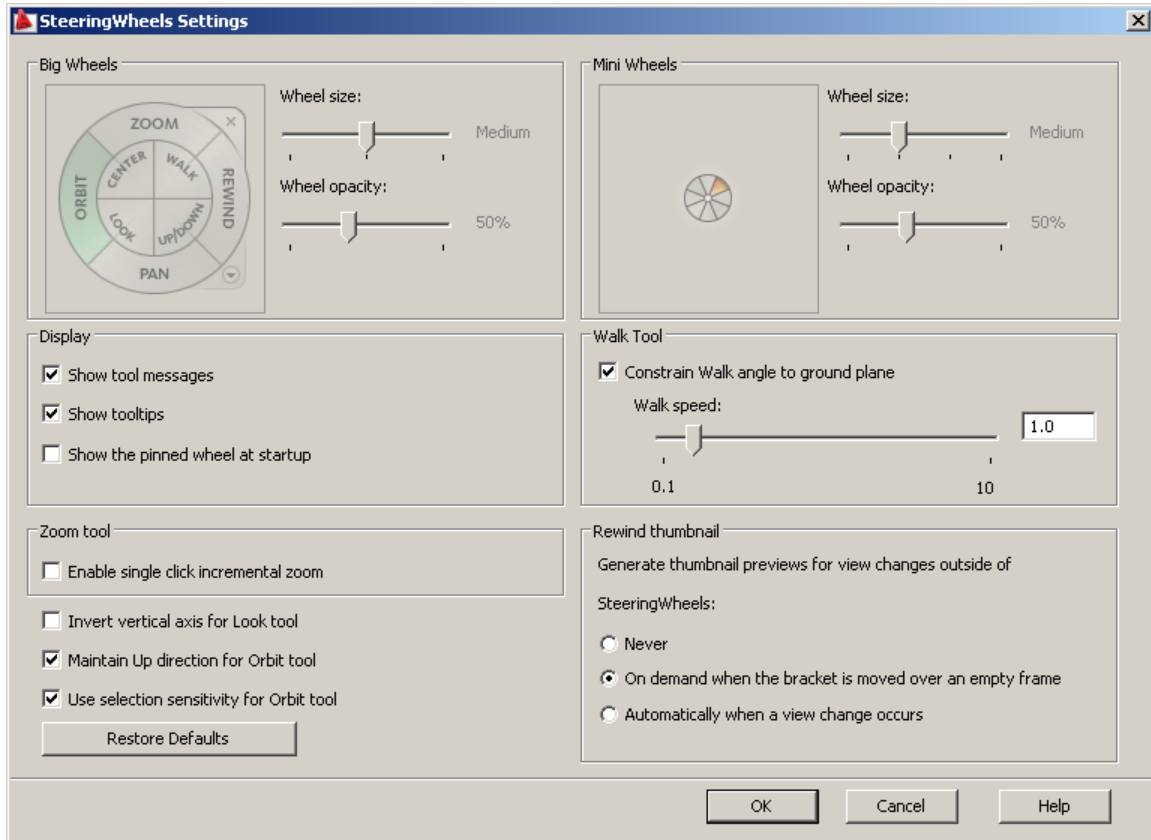 SteeringWheels Settings
Big Wheels
ZOOM
ORBIT
CENTER
WALK
REWIND
LOOK
UP/DOWN
PAN
Wheel size:
Medium
Wheel opacity:
50%
Mini Wheels
Wheel size:
Medium
Wheel opacity:
50%
Display
Show tool messages
Show tooltips
Show the pinned wheel at startup
Walk Tool
Constrain Walk angle to ground plane
Walk speed:
1.0
0.1 10
Zoom tool
Enable single click incremental zoom
Invert vertical axis for Look tool
Maintain Up direction for Orbit tool
Use selection sensitivity for Orbit tool
Restore Defaults
Rewind thumbnail
Generate thumbnail previews for view changes outside of
SteeringWheels:
Never
On demand when the bracket is moved over an empty frame
Automatically when a view change occurs
OK Cancel Help